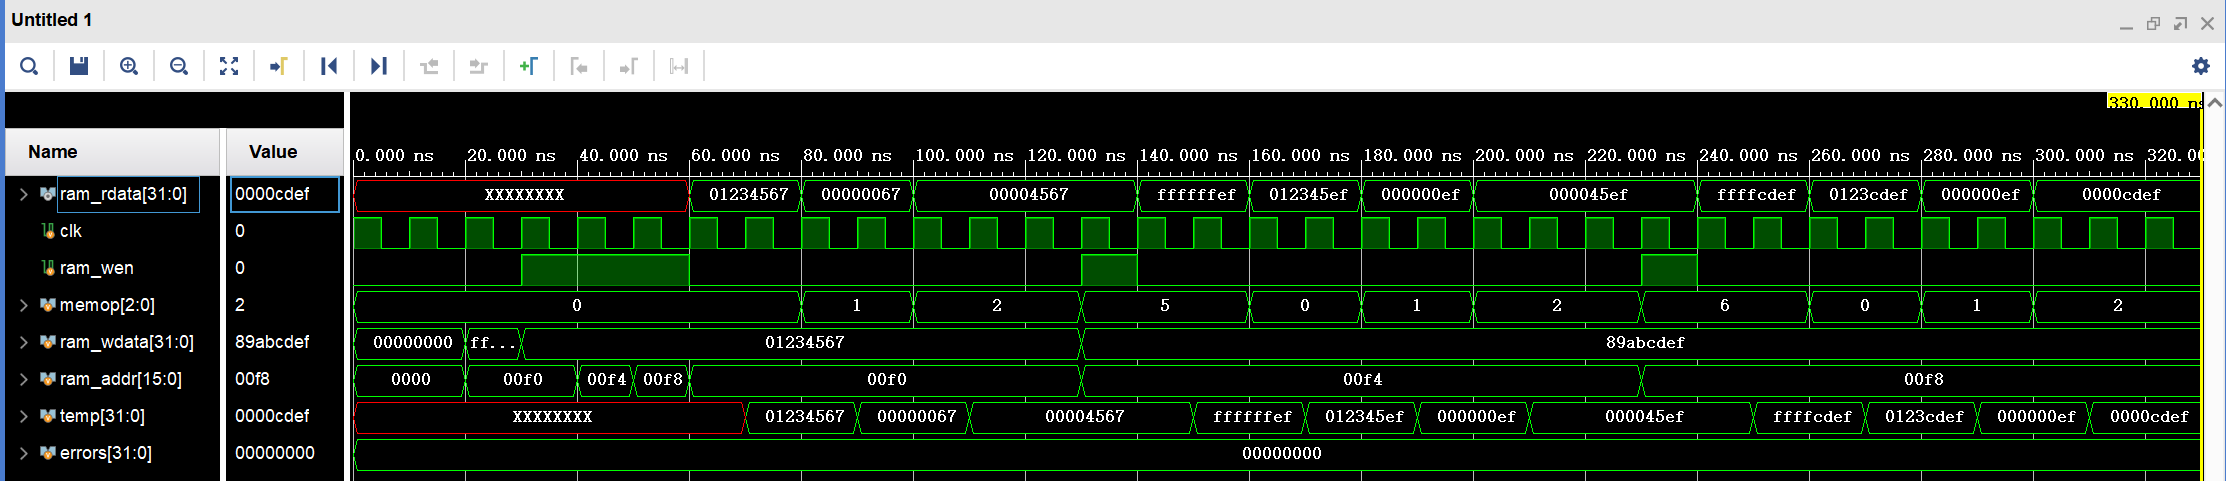 Untitled 1
330.000 ns
Name Value
0.000 ns 20.000 ns 40.000 ns 60.000 ns 80.000 ns 100.000 ns 120.000 ns 140.000 ns 160.000 ns 180.000 ns 200.000 ns 220.000 ns 240.000 ns 260.000 ns 280.000 ns 300.000 ns 320.00
ram_rdata[31:0] 0000cdef XXXXXXXX 01234567 00000067 00004567 ffffffef 012345ef 000000ef 000045ef ffffcdef 0123cdef 000000ef 0000cdef
clk 0
ram_wen 0
memop[2:0] 2 0 1 2 5 0 1 2 6 0 1 2
ram_wdata[31:0] 89abcdef 00000000 ff... 01234567 89abcdef
ram_addr[15:0] 00f8 0000 00f0 00f4 00f8 00f0 00f4 00f8
temp[31:0] 0000cdef XXXXXXXX 01234567 00000067 00004567 ffffffef 012345ef 000000ef 000045ef ffffcdef 0123cdef 000000ef 0000cdef
errors[31:0] 00000000 00000000